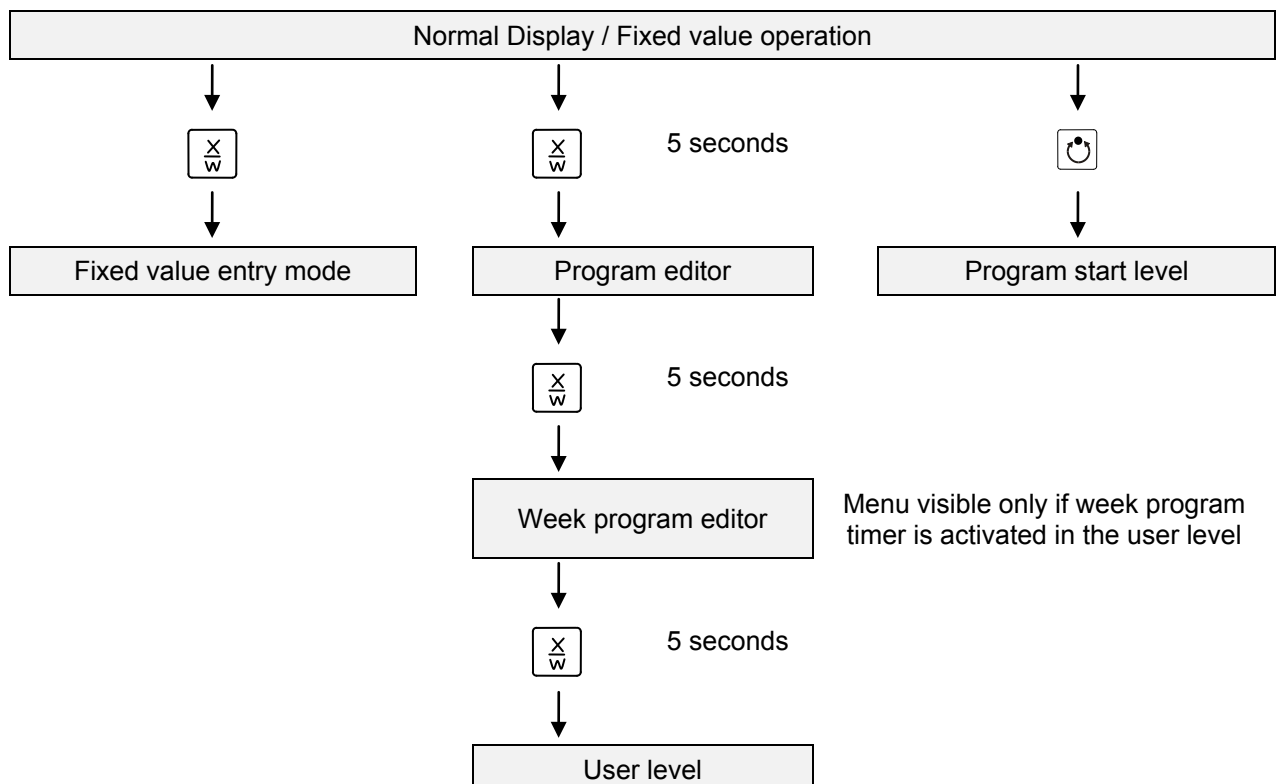 Normal Display / Fixed value operation
X
W
X
W
5 seconds
Fixed value entry mode
Program editor
Program start level
X
W
5 seconds
Week program editor
Menu visible only if week program
timer is activated in the user level
X
W
5 seconds
User level